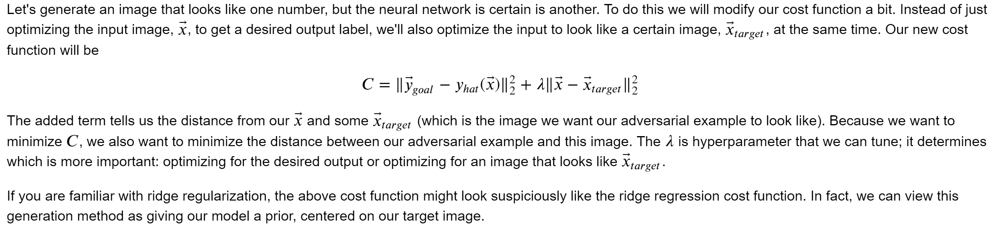 Let's generate an image that looks like one number, but the neural network is certain is another. To do this we will modify our cost function a bit. Instead of just
optimizing the input image, $\vec{x}$, to get a desired output label, we'll also optimize the input to look like a certain image, $\vec{x}_{target}$, at the same time. Our new cost
function will be
$C = \|\vec{y}_{goal} - y_{hat}(\vec{x})\|_2^2 + \lambda\|\vec{x} - \vec{x}_{target}\|_2^2$
The added term tells us the distance from our $\vec{x}$ and some $\vec{x}_{target}$ (which is the image we want our adversarial example to look like). Because we want to
minimize $C$, we also want to minimize the distance between our adversarial example and this image. The $\lambda$ is hyperparameter that we can tune; it determines
which is more important: optimizing for the desired output or optimizing for an image that looks like $\vec{x}_{target}$.
If you are familiar with ridge regularization, the above cost function might look suspiciously like the ridge regression cost function. In fact, we can view this
generation method as giving our model a prior, centered on our target image.